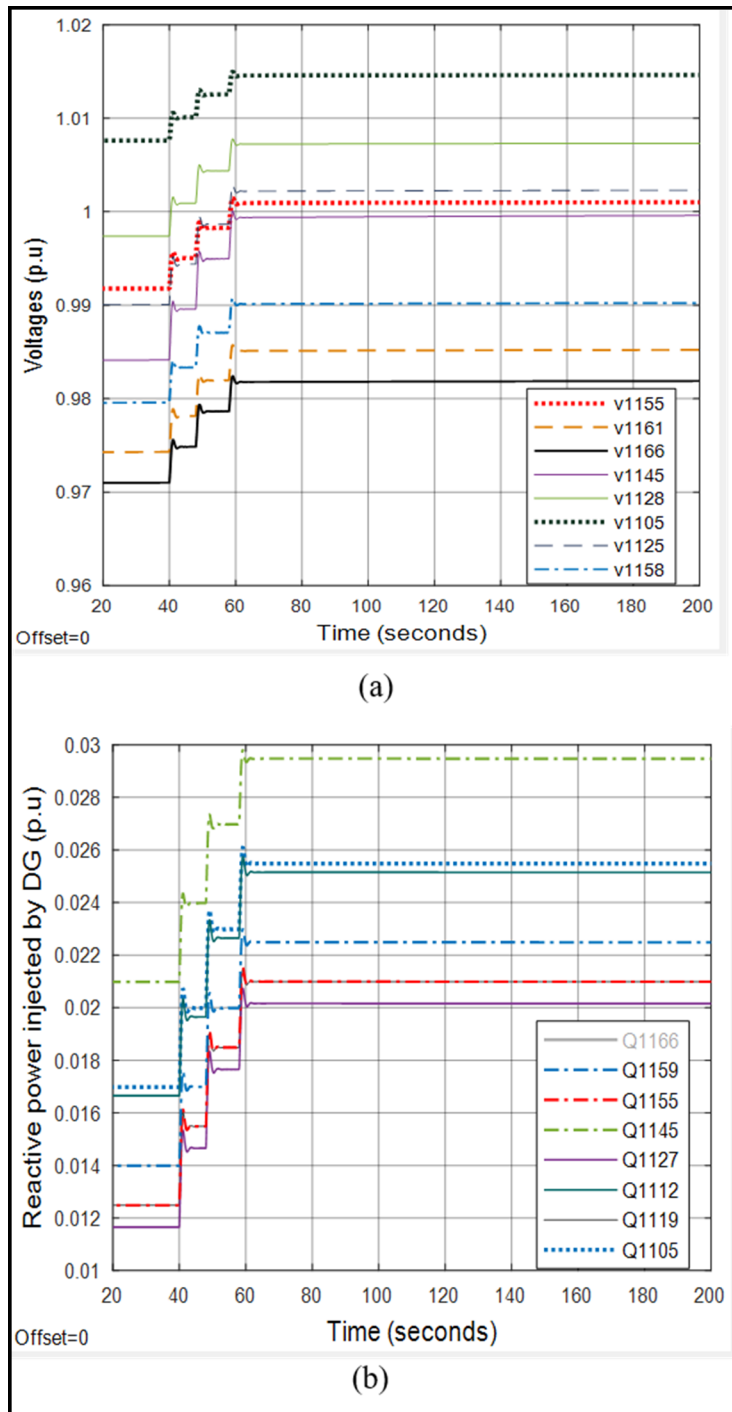 1.02
1.01
1
0.99
0.98
0.97
0.96
Voltages (p.u)
v1155
v1161
v1166
v1145
v1128
v1105
v1125
v1158
20 40 60 80 100 120 140 160 180 200
Offset=0
Time (seconds)
(a)
0.03
0.028
0.026
0.024
0.022
0.02
0.018
0.016
0.014
0.012
0.01
Reactive power injected by DG (p.u)
Q1166
Q1159
Q1155
Q1145
Q1127
Q1112
Q1119
Q1105
20 40 60 80 100 120 140 160 180 200
Offset=0
Time (seconds)
(b)